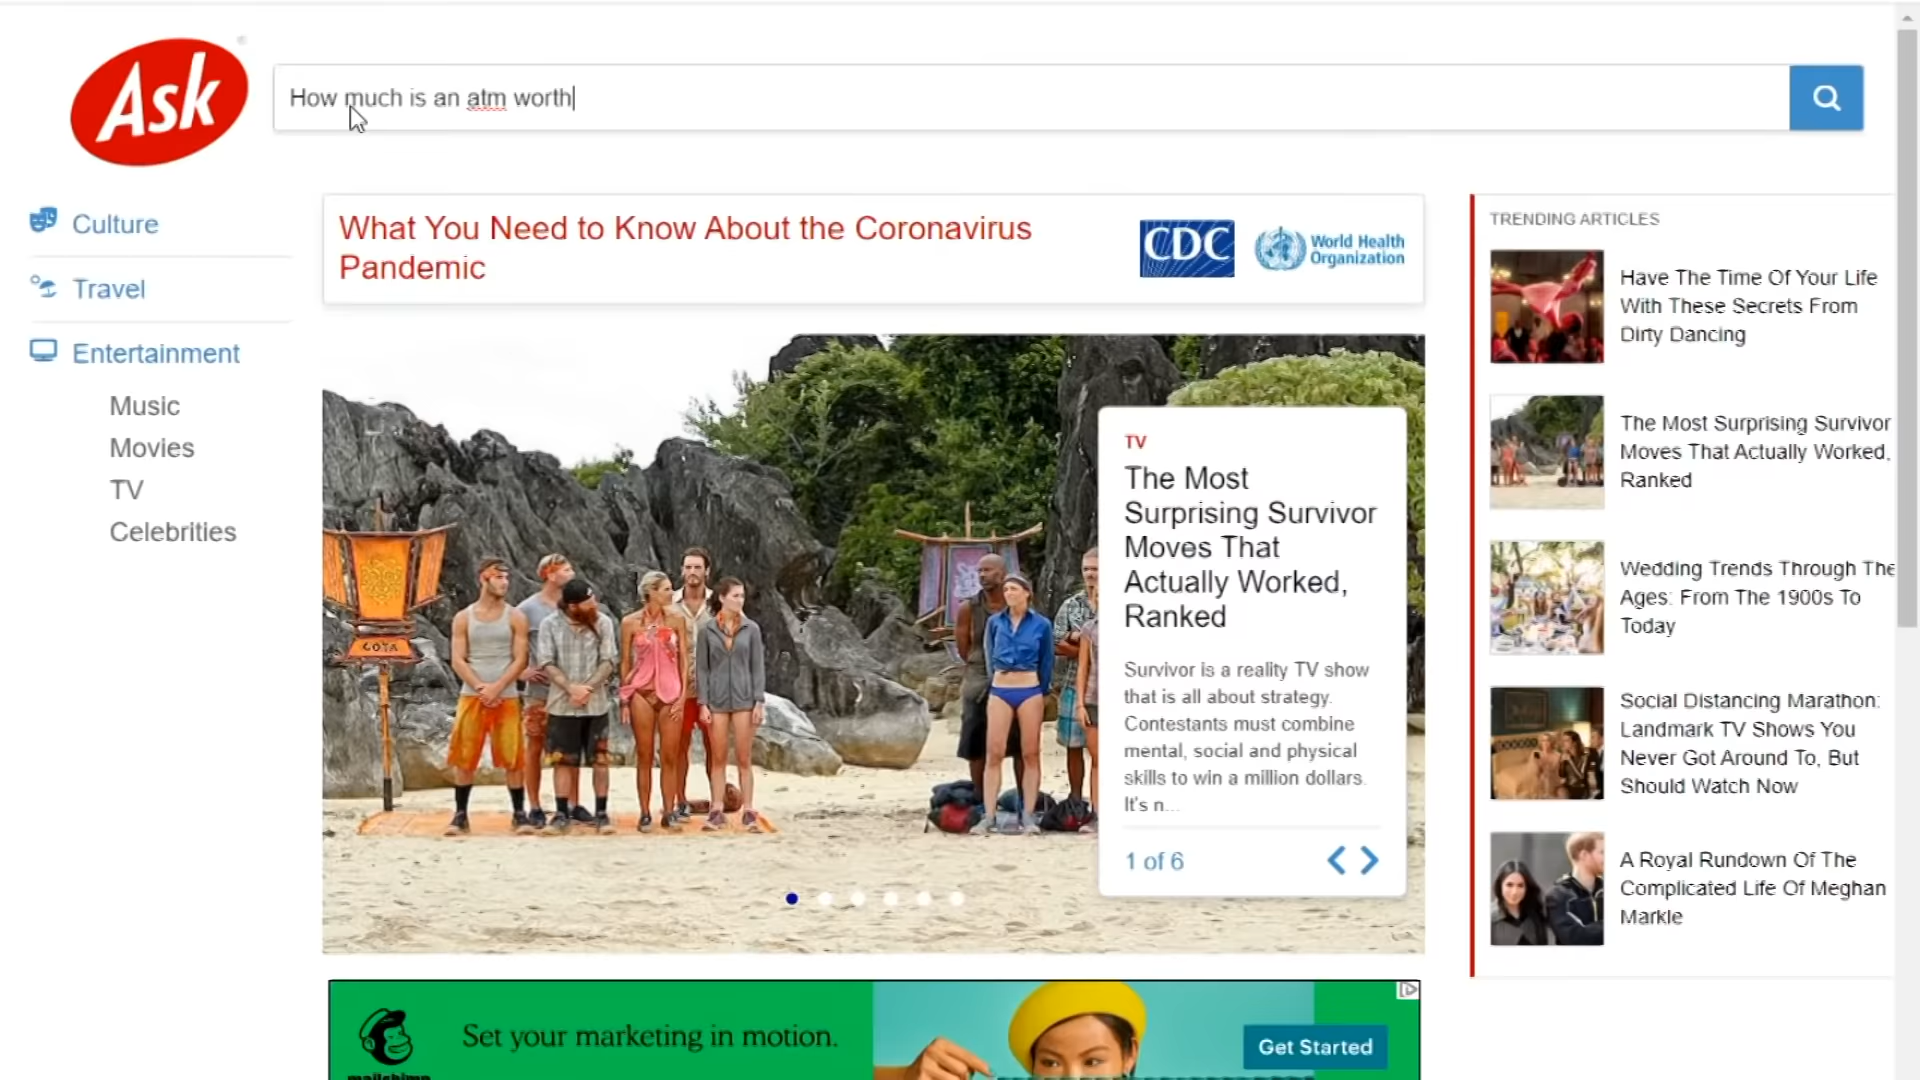 Ask
How much is an atm worth
Culture
Travel
Entertainment
Music
Movies
TV
Celebrities
What You Need to Know About the Coronavirus
Pandemic
CDC
World Health
Organization
COTA
TV
The Most
Surprising Survivor
Moves That
Actually Worked,
Ranked
Survivor is a reality TV show
that is all about strategy.
Contestants must combine
mental, social and physical
skills to win a million dollars.
It's n...
1 of 6
TRENDING ARTICLES
Have The Time Of Your Life
With These Secrets From
Dirty Dancing
The Most Surprising Survivor
Moves That Actually Worked,
Ranked
Wedding Trends Through The
Ages: From The 1900s To
Today
Social Distancing Marathon:
Landmark TV Shows You
Never Got Around To, But
Should Watch Now
A Royal Rundown Of The
Complicated Life Of Meghan
Markle
Set your marketing in motion.
Get Started
mailchimp